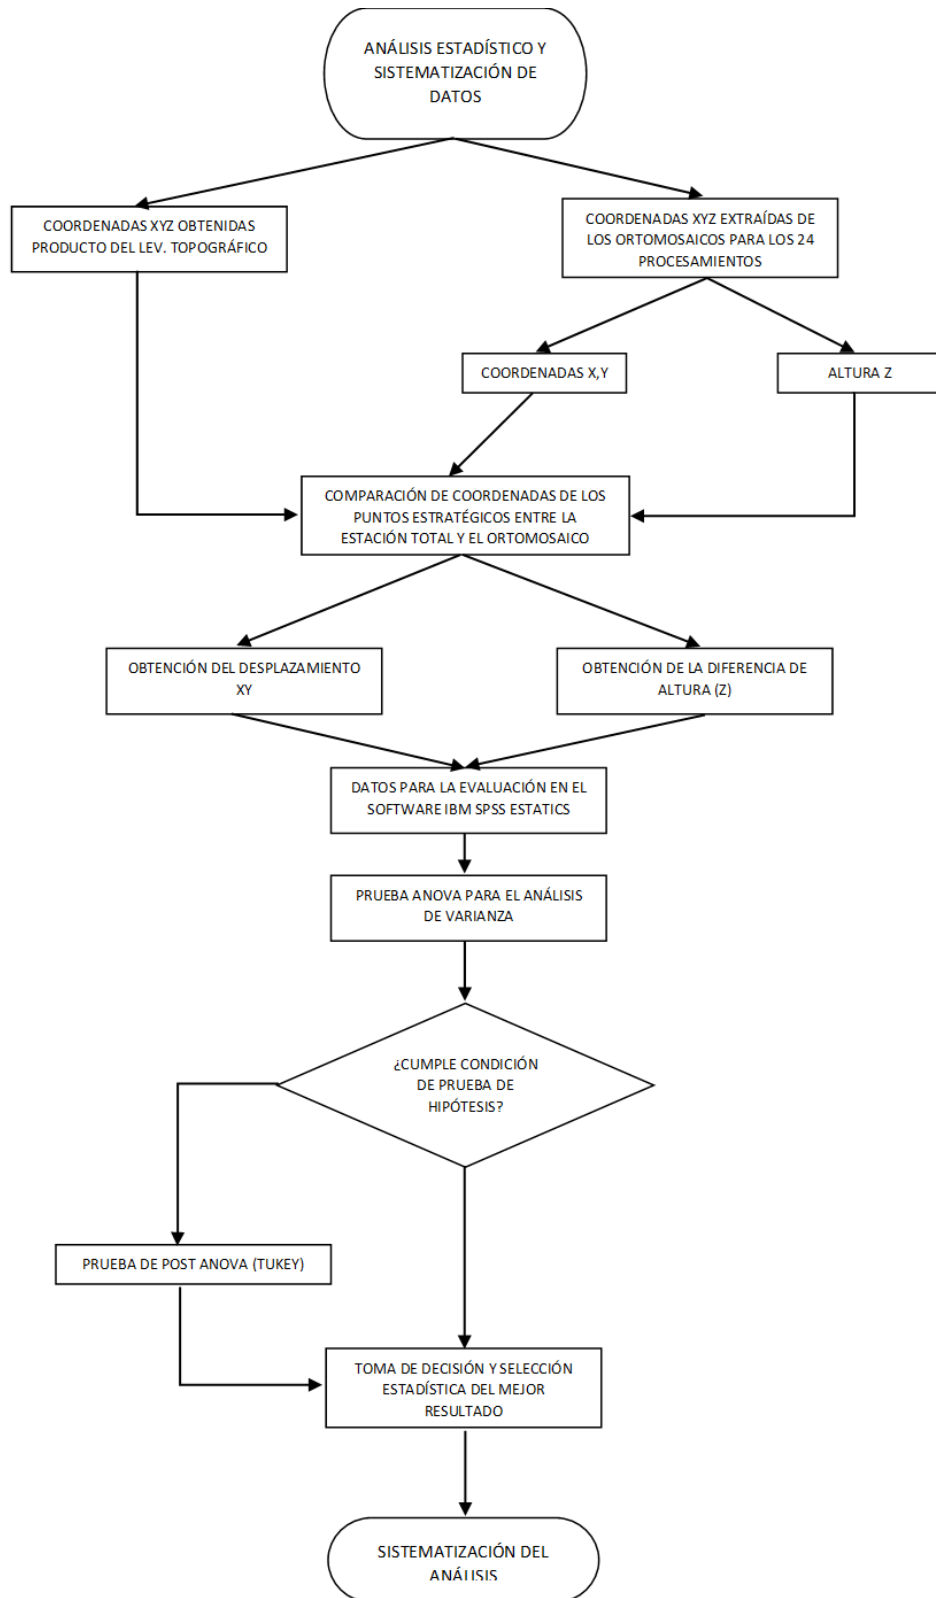 ANÁLISIS ESTADÍSTICO Y
SISTEMATIZACIÓN DE
DATOS
COORDENADAS XYZ OBTENIDAS
PRODUCTO DEL LEV. TOPOGRÁFICO
COORDENADAS XYZ EXTRAÍDAS DE
LOS ORTOMOSAICOS PARA LOS 24
PROCESAMIENTOS
COORDENADAS X,Y
ALTURA Z
COMPARACIÓN DE COORDENADAS DE LOS
PUNTOS ESTRATÉGICOS ENTRE LA
ESTACIÓN TOTAL Y EL ORTOMOSAICO
OBTENCIÓN DEL DESPLAZAMIENTO
XY
OBTENCIÓN DE LA DIFERENCIA DE
ALTURA (Z)
DATOS PARA LA EVALUACIÓN EN EL
SOFTWARE IBM SPSS ESTATICS
PRUEBA ANOVA PARA EL ANÁLISIS
DE VARIANZA
¿CUMPLE CONDICIÓN
DE PRUEBA DE
HIPÓTESIS?
PRUEBA DE POST ANOVA (TUKEY)
TOMA DE DECISIÓN Y SELECCIÓN
ESTADÍSTICA DEL MEJOR
RESULTADO
SISTEMATIZACIÓN DEL
ANÁLISIS